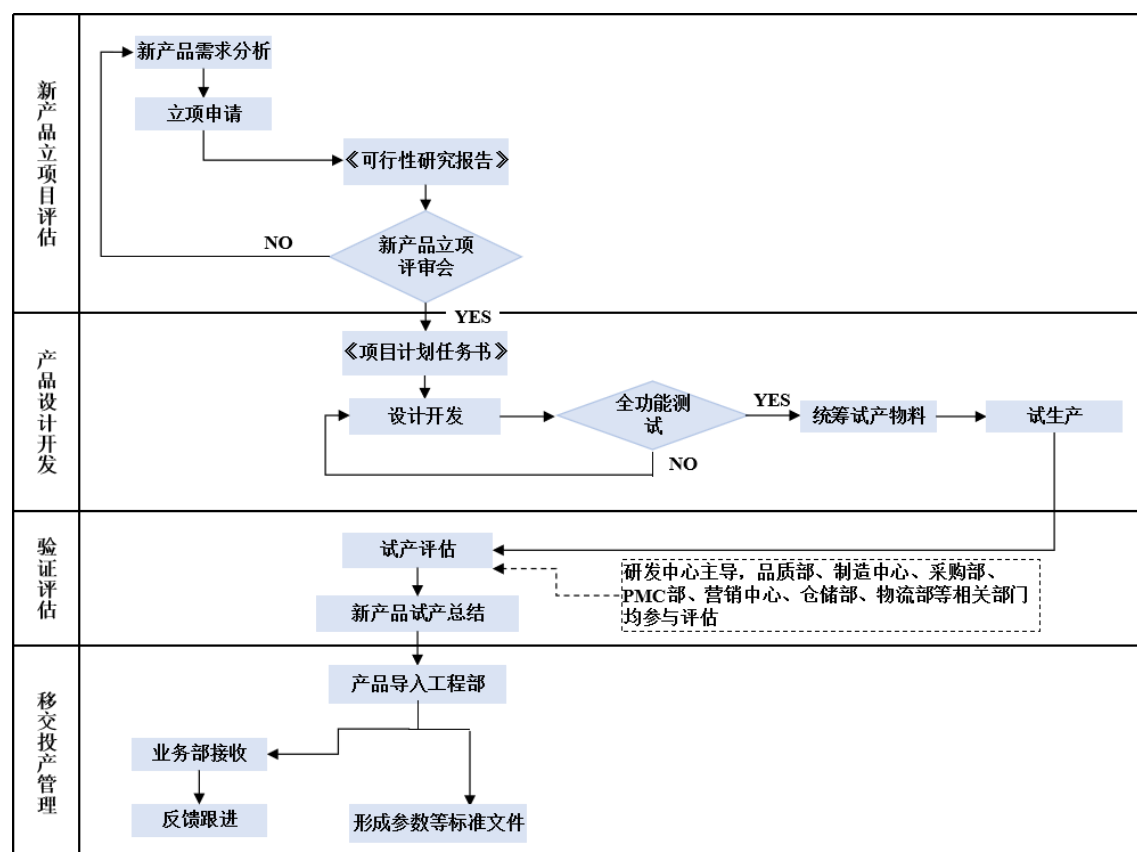 新产品立项目评估
新产品需求分析
立项申请
《可行性研究报告》
新产品立项
评审会
NO
YES
产品设计开发
《项目计划任务书》
设计开发
全功能测
试
YES
NO
统筹试产物料
试生产
验证评估
试产评估
研发中心主导，品质部、制造中心、采购部、
PMC部、营销中心、仓储部、物流部等相关部门
均参与评估
新产品试产总结
移交投产管理
产品导入工程部
业务部接收
反馈跟进
形成参数等标准文件